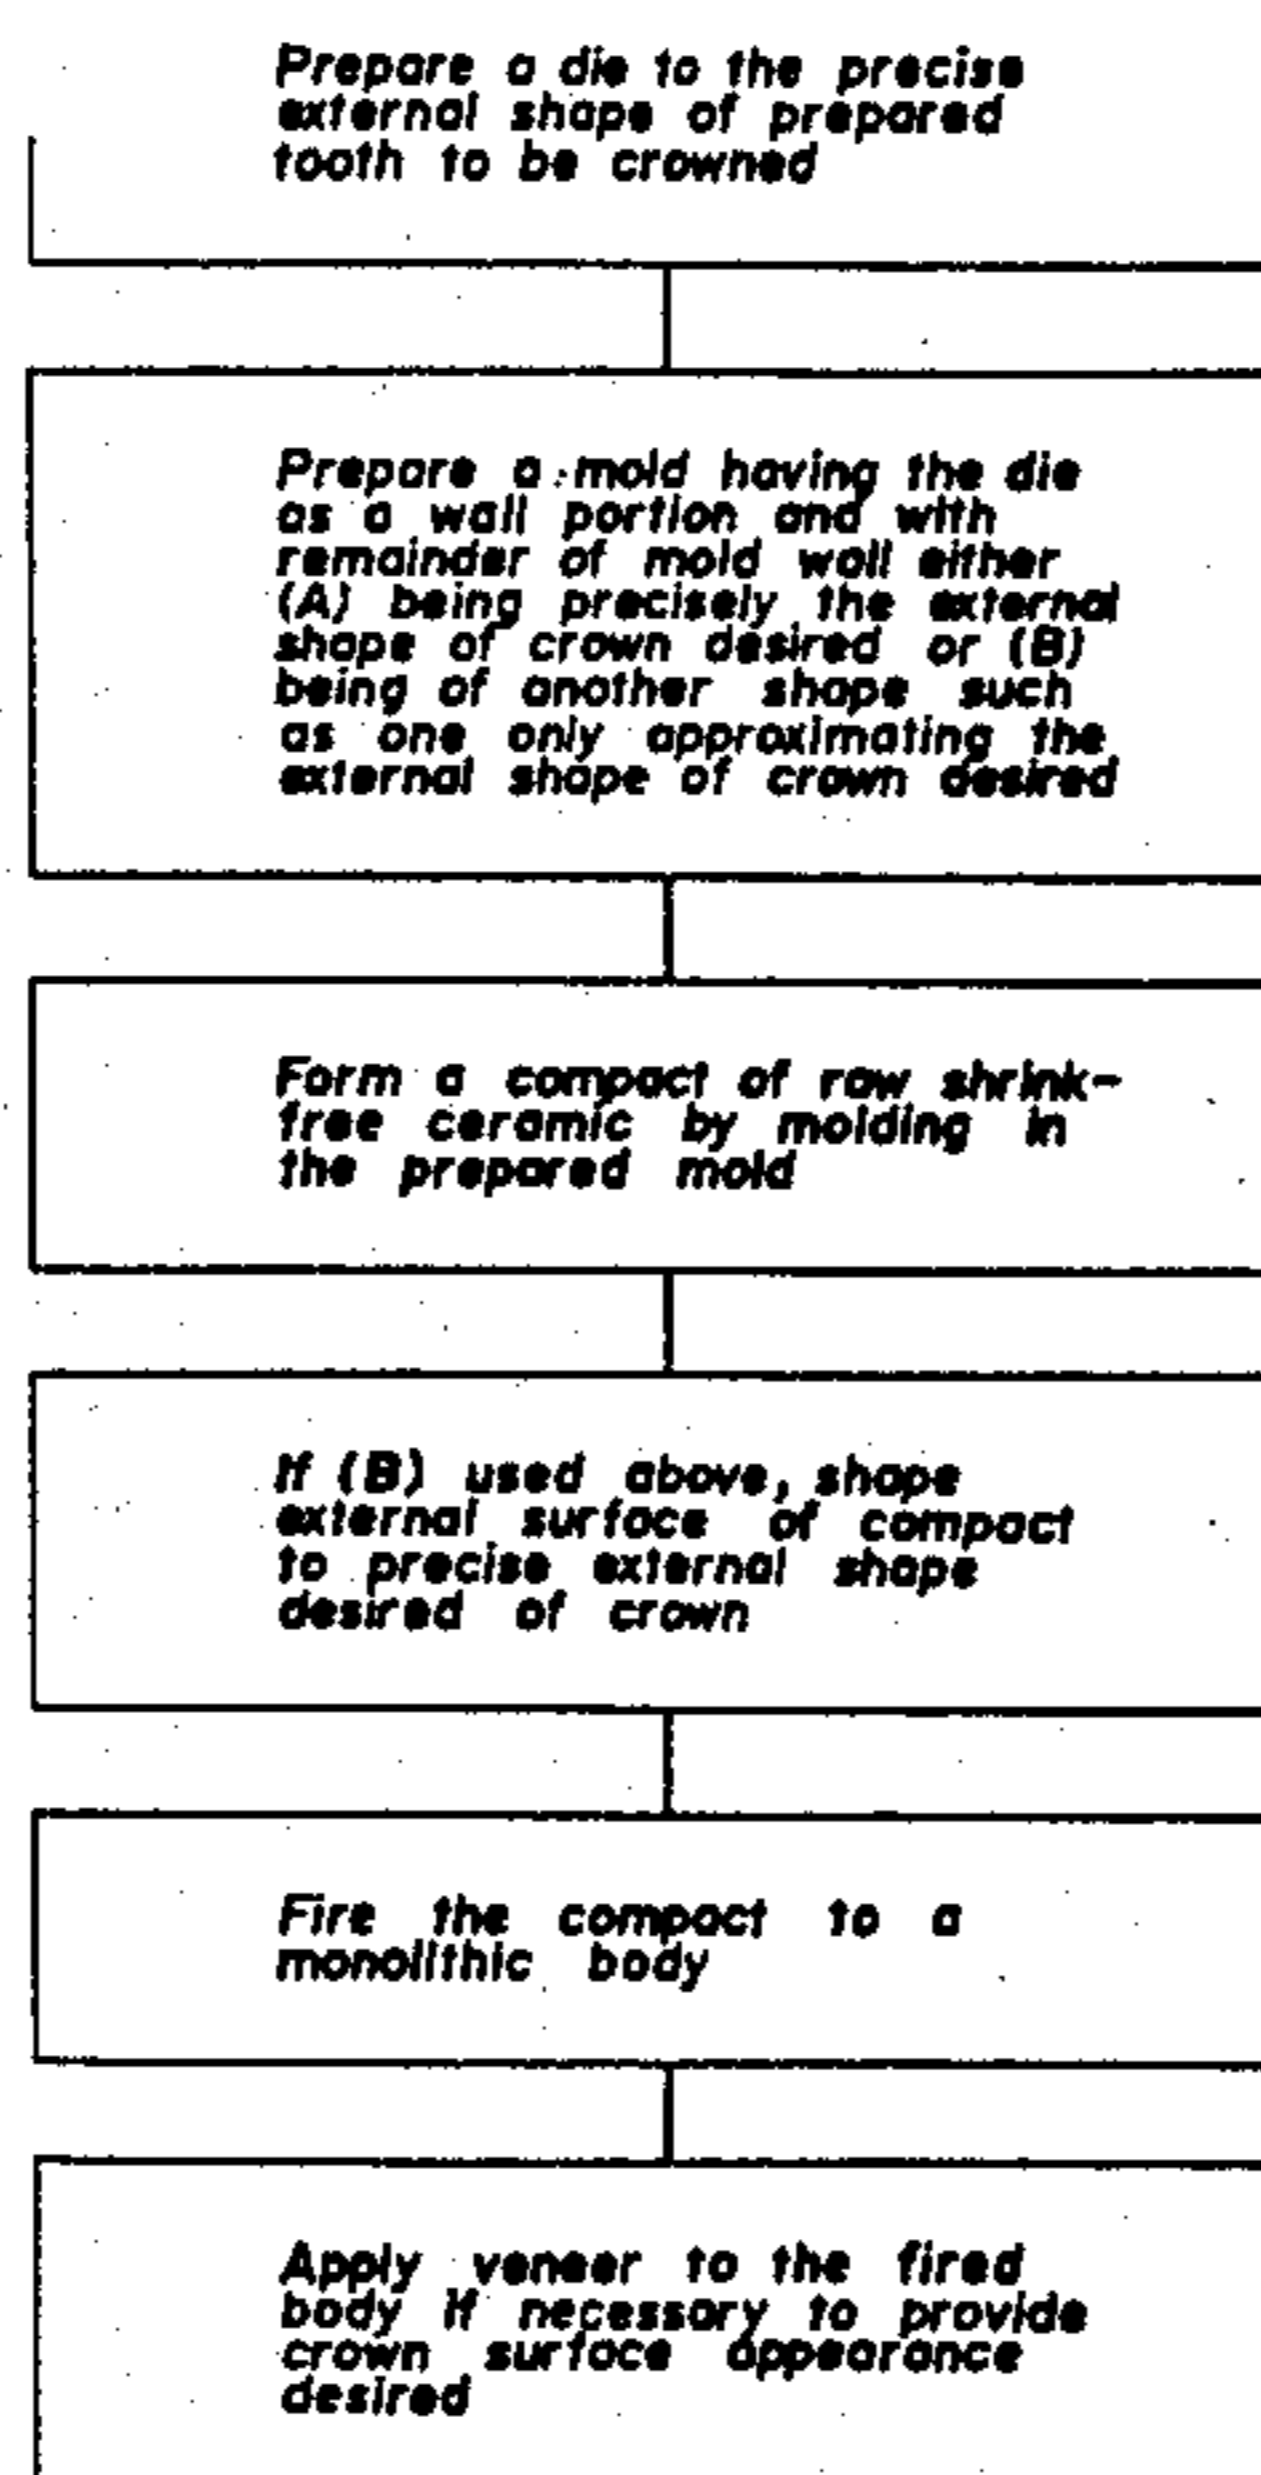 Prepare a die to the precise
external shape of prepared
tooth to be crowned
Prepare a mold having the die
as a wall portion and with
remainder of mold wall either
(A) being precisely the external
shape of crown desired or (B)
being of another shape such
as one only approximating the
external shape of crown desired
Form a compact of raw shrink-
free ceramic by molding in
the prepared mold
If (B) used above, shape
external surface of compact
to precise external shape
desired of crown
Fire the compact to a
monolithic body
Apply veneer to the fired
body if necessary to provide
crown surface appearance
desired